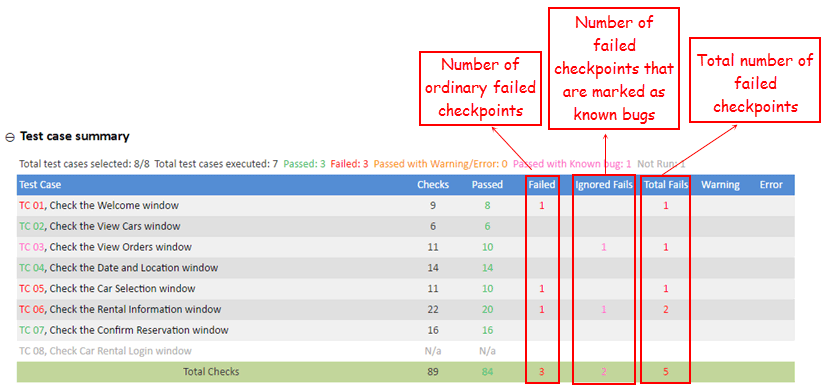 Number of
failed
checkpoints that
are marked as
known bugs
Number of
ordinary failed
checkpoints
Total number of
failed
checkpoints
Test case summary
Total test cases selected: 8/8 Total test cases executed: 7 Passed: 3 Failed: 3 Passed with Warning/Error: 0 Passed with Known bug: 1 Not Run: 1
Test Case Checks Passed Failed Ignored Fails Total Fails Warning Error
TC 01, Check the Welcome window 9 8 1 1
TC 02, Check the View Cars window 6 6
TC 03, Check the View Orders window 11 10 1 1
TC 04, Check the Date and Location window 14 14
TC 05, Check the Car Selection window 11 10 1 1
TC 06, Check the Rental Information window 22 20 1 1 2
TC 07, Check the Confirm Reservation window 16 16
TC 08, Check Car Rental Login window N/a N/a
Total Checks 89 84 3 2 5